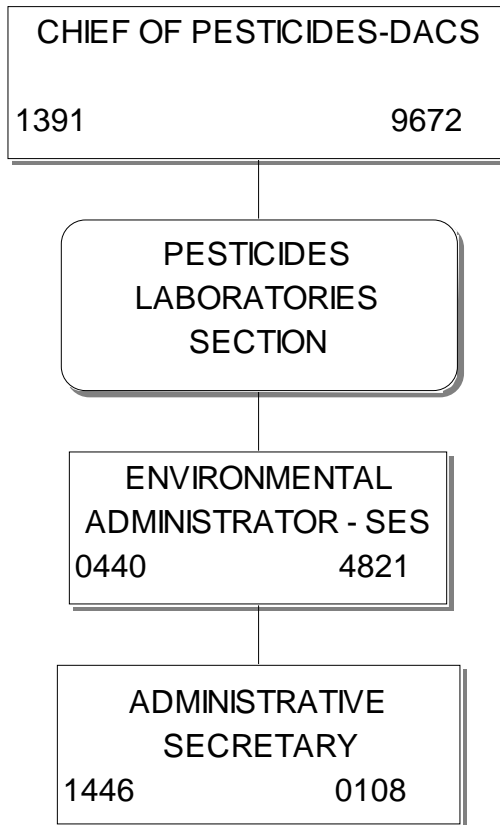 CHIEF OF PESTICIDES-DACS
1391 9672
PESTICIDES
LABORATORIES
SECTION
ENVIRONMENTAL
ADMINISTRATOR - SES
0440 4821
ADMINISTRATIVE
SECRETARY
1446 0108